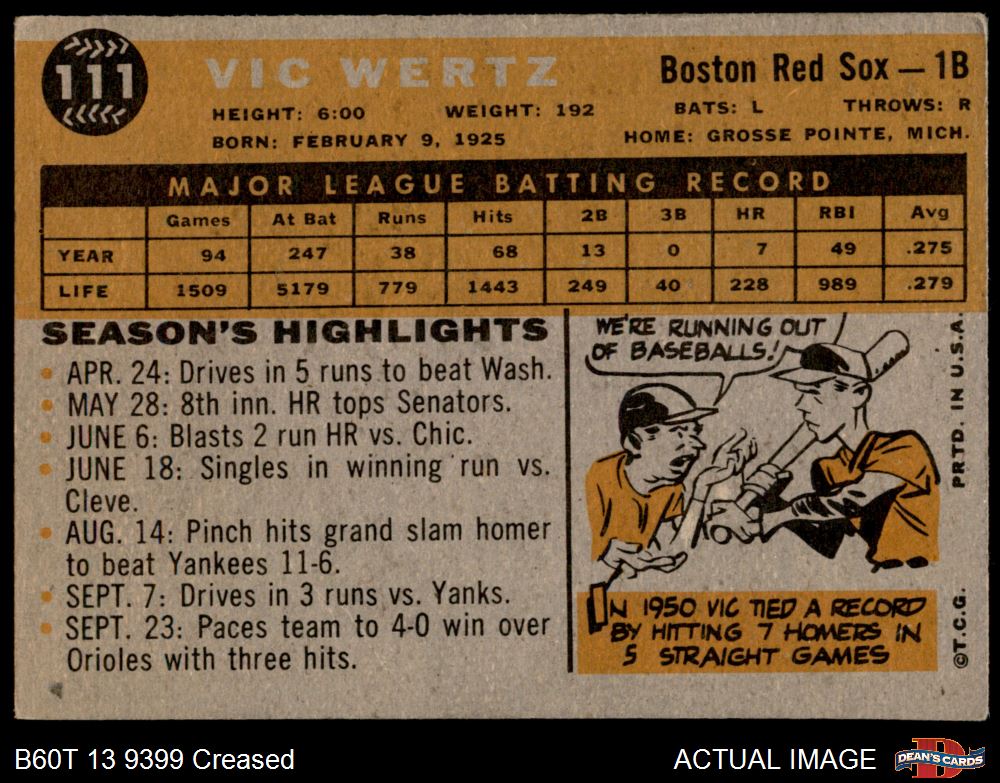 111
VIC WERTZ
Boston Red Sox — 1B
HEIGHT: 6:00 WEIGHT: 192 BATS: L THROWS: R
BORN: FEBRUARY 9, 1925 HOME: GROSSE POINTE, MICH.
MAJOR LEAGUE BATTING RECORD
Games At Bat Runs Hits 2B 3B HR RBI Avg
YEAR 94 247 38 68 13 0 7 49 .275
LIFE 1509 5179 779 1443 249 40 228 989 .279
SEASON'S HIGHLIGHTS
• APR. 24: Drives in 5 runs to beat Wash.
• MAY 28: 8th inn. HR tops Senators.
• JUNE 6: Blasts 2 run HR vs. Chic.
• JUNE 18: Singles in winning run vs.
Cleve.
• AUG. 14: Pinch hits grand slam homer
to beat Yankees 11-6.
• SEPT. 7: Drives in 3 runs vs. Yanks.
• SEPT. 23: Paces team to 4-0 win over
Orioles with three hits.
WE'RE RUNNING OUT
OF BASEBALLS!
IN 1950 VIC TIED A RECORD
BY HITTING 7 HOMERS IN
5 STRAIGHT GAMES
©T.C.G. PRTD. IN U.S.A.
B60T 13 9399 Creased
ACTUAL IMAGE
D
DEAN'S CARDS